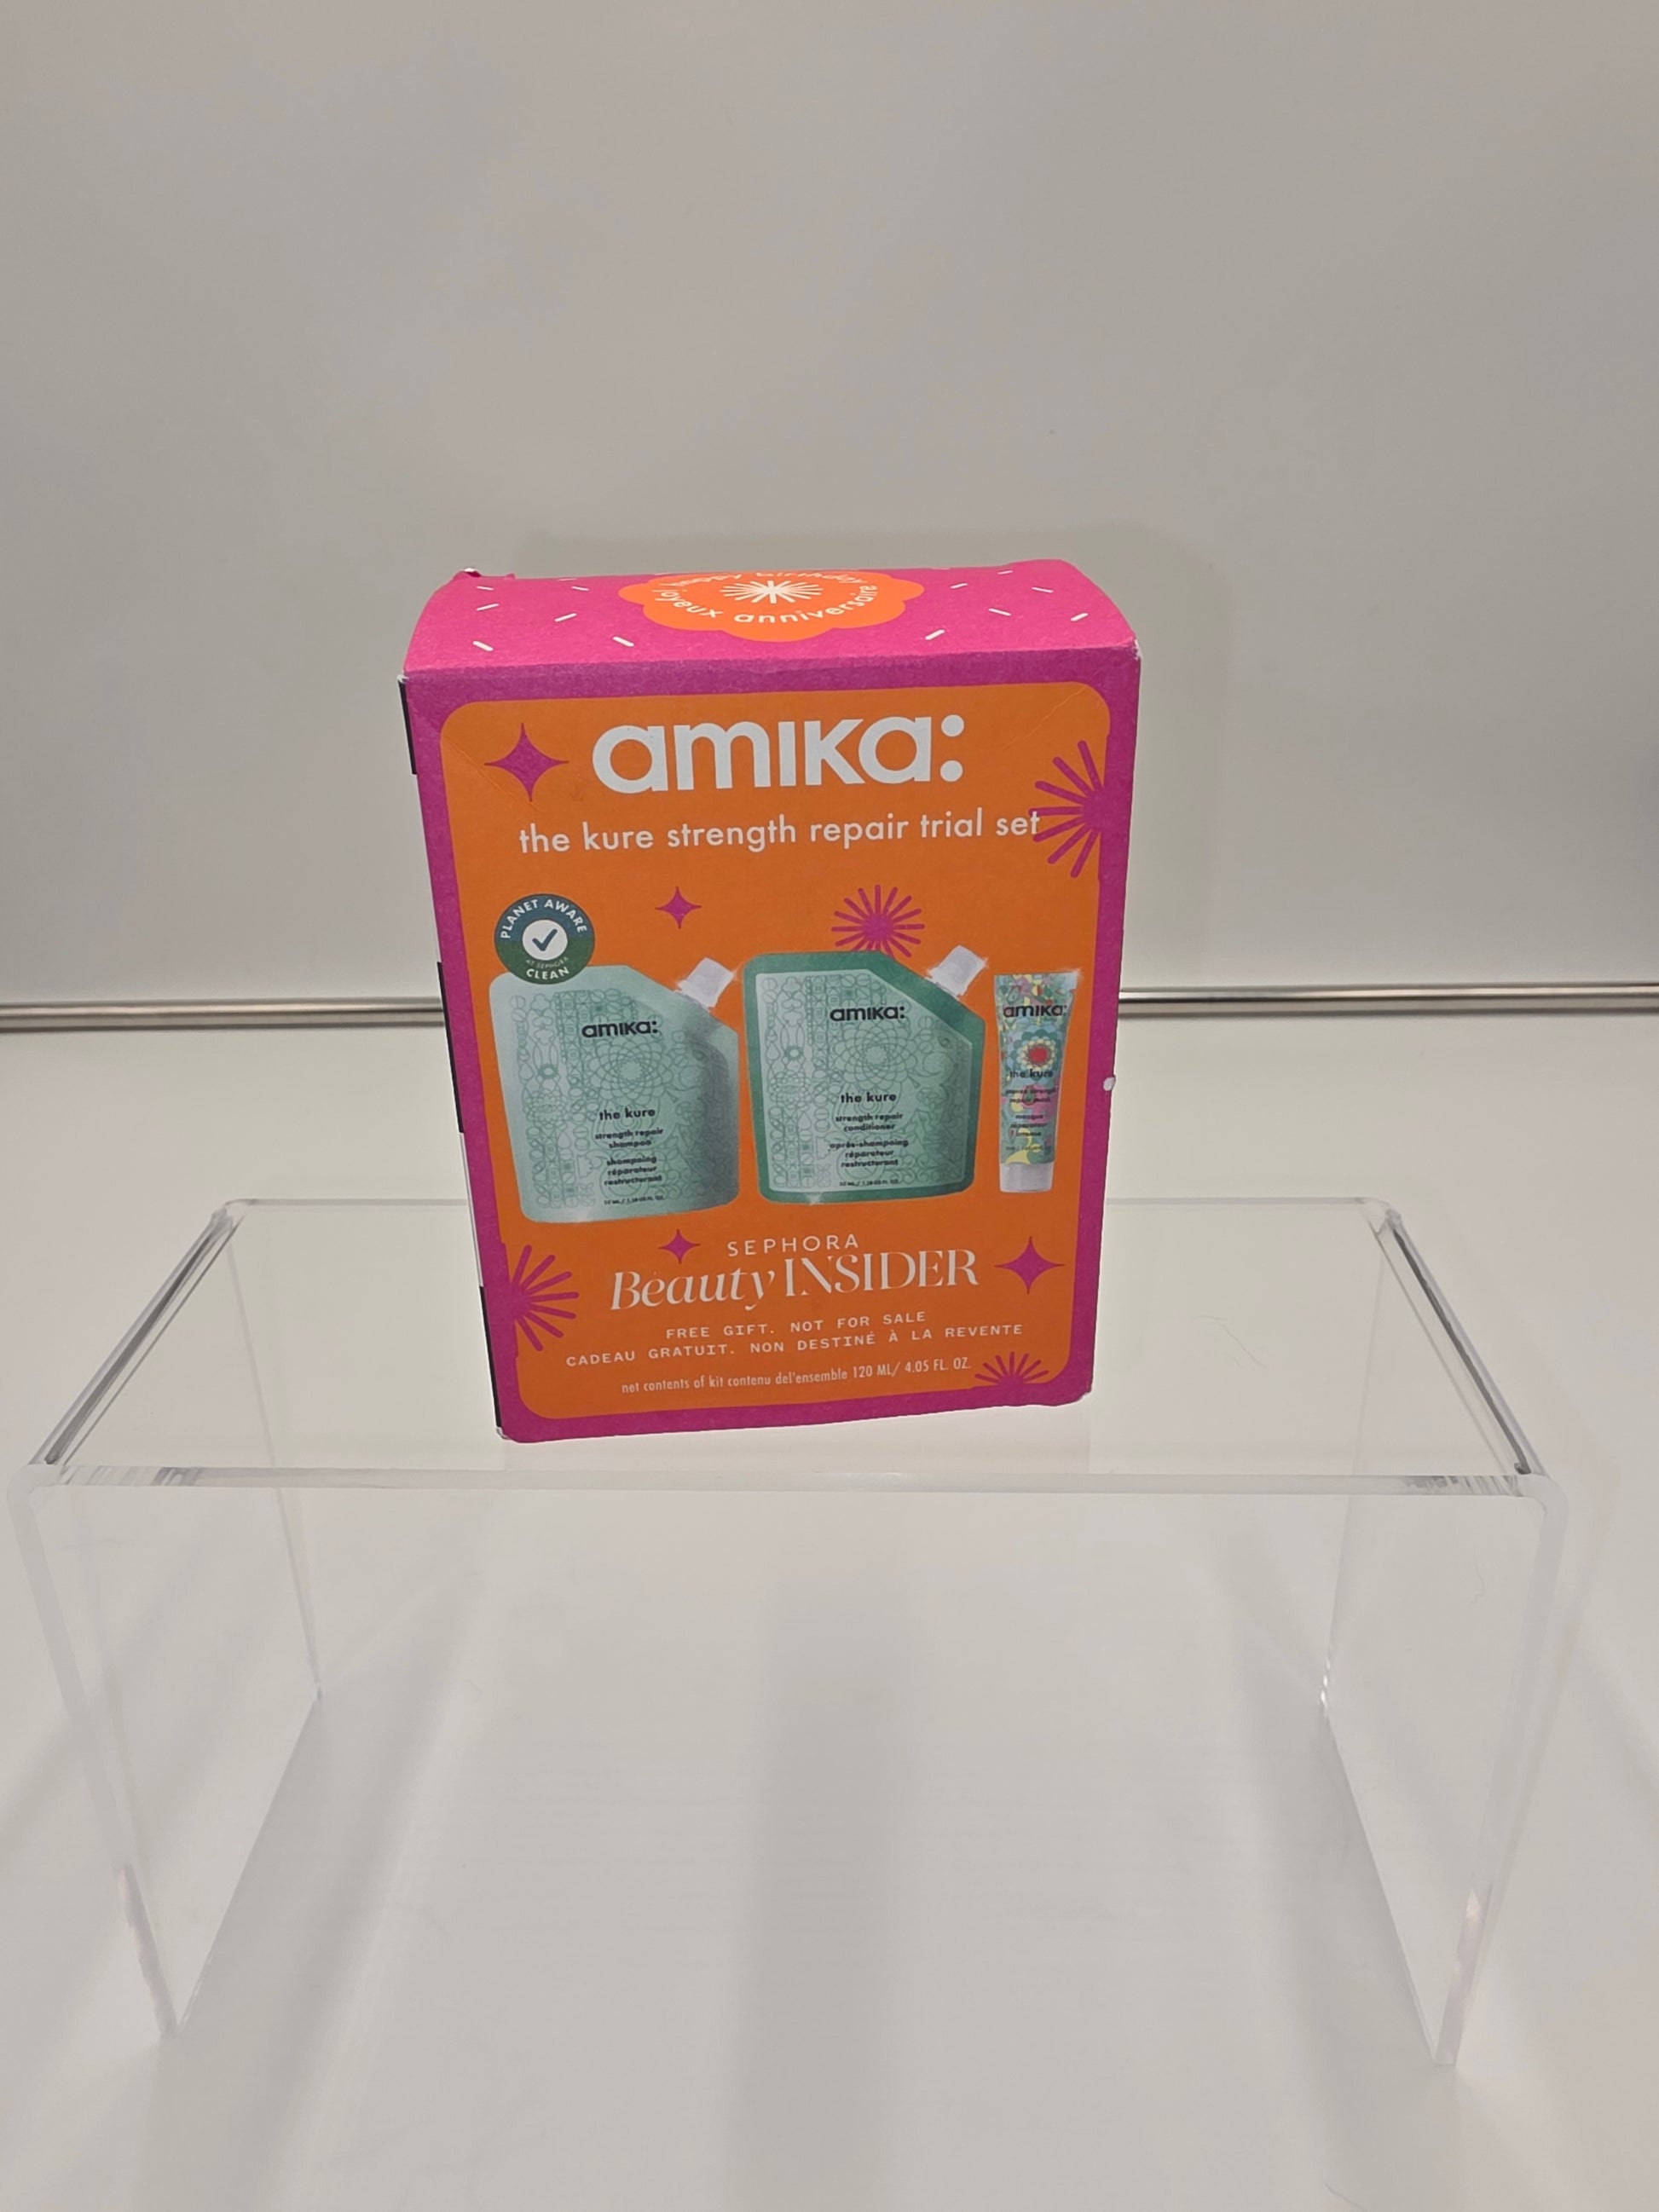 happy birthday
joyeux anniversaire
amika:
the kure strength repair trial set
PLANET AWARE
AT SEPHORA
CLEAN
amika:
the kure
strength repair
shampoo
shampoing
réparateur
restructurant
amika:
the kure
strength repair
conditioner
après-shampoing
réparateur
restructurant
amika:
the kure
SEPHORA
Beauty INSIDER
FREE GIFT. NOT FOR SALE
CADEAU GRATUIT. NON DESTINÉ À LA REVENTE
net contents of kit contenu del'ensemble 120 ML/ 4.05 FL. OZ.